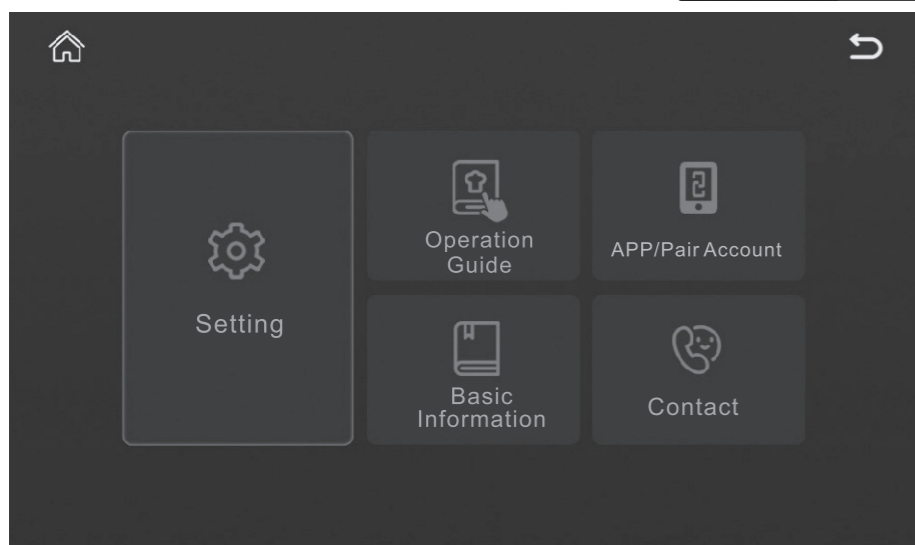 Setting
Operation
Guide
APP/Pair Account
Basic
Information
Contact